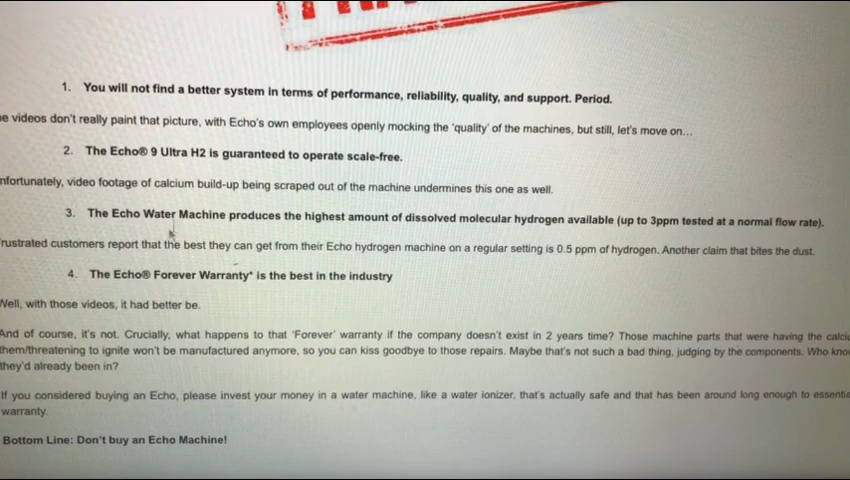 1. You will not find a better system in terms of performance, reliability, quality, and support. Period.
videos don't really paint that picture, with Echo's own employees openly mocking the 'quality' of the machines, but still, let's move on...
2. The Echo® 9 Ultra H2 is guaranteed to operate scale-free.
nfortunately, video footage of calcium build-up being scraped out of the machine undermines this one as well.
3. The Echo Water Machine produces the highest amount of dissolved molecular hydrogen available (up to 3ppm tested at a normal flow rate).
rustrated customers report that the best they can get from their Echo hydrogen machine on a regular setting is 0.5 ppm of hydrogen. Another claim that bites the dust.
4. The Echo® Forever Warranty* is the best in the industry
Well, with those videos, it had better be.
And of course, it's not. Crucially, what happens to that 'Forever' warranty if the company doesn't exist in 2 years time? Those machine parts that were having the calciu
them/threatening to ignite won't be manufactured anymore, so you can kiss goodbye to those repairs. Maybe that's not such a bad thing, judging by the components. Who know
they'd already been in?
If you considered buying an Echo, please invest your money in a water machine, like a water ionizer, that's actually safe and that has been around long enough to essentia
warranty.
Bottom Line: Don't buy an Echo Machine!